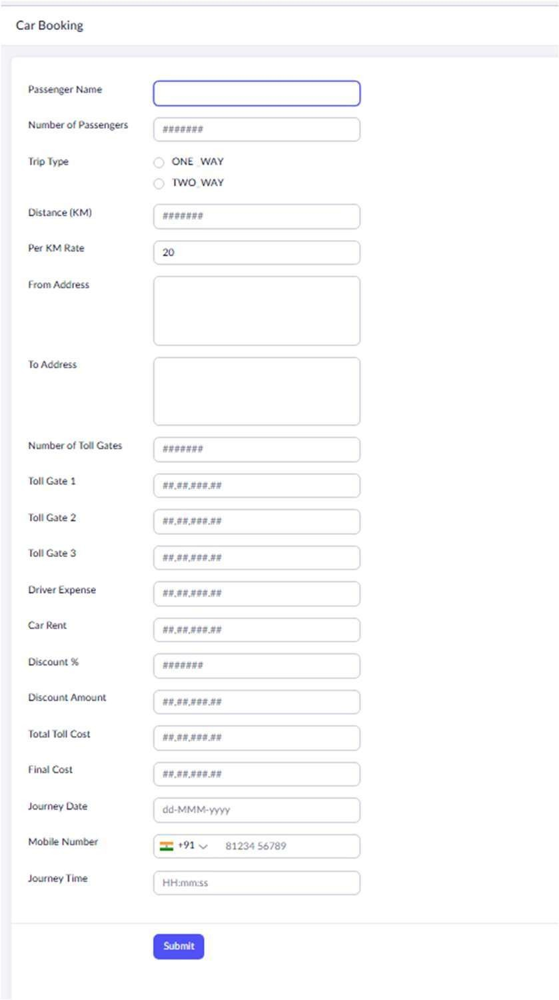 Car Booking
Passenger Name
Number of Passengers #######
Trip Type ONE _WAY
TWO_WAY
Distance (KM) #######
Per KM Rate 20
From Address
To Address
Number of Toll Gates #######
Toll Gate 1 ##,##,###.##
Toll Gate 2 ##,##,###.##
Toll Gate 3 ##,##,###.##
Driver Expense ##,##,###.##
Car Rent ##,##,###.##
Discount % #######
Discount Amount ##,##,###.##
Total Toll Cost ##,##,###.##
Final Cost ##,##,###.##
Journey Date dd-MMM-yyyy
Mobile Number +91 81234 56789
Journey Time HH:mm:ss
Submit